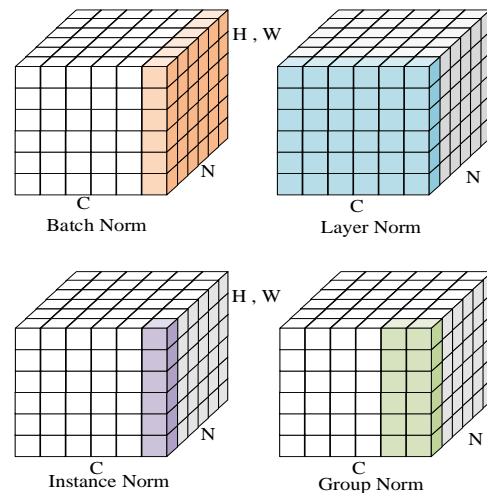 H , W
N
N
C
C
Batch Norm
Layer Norm
H , W
N
N
C
C
Instance Norm
Group Norm